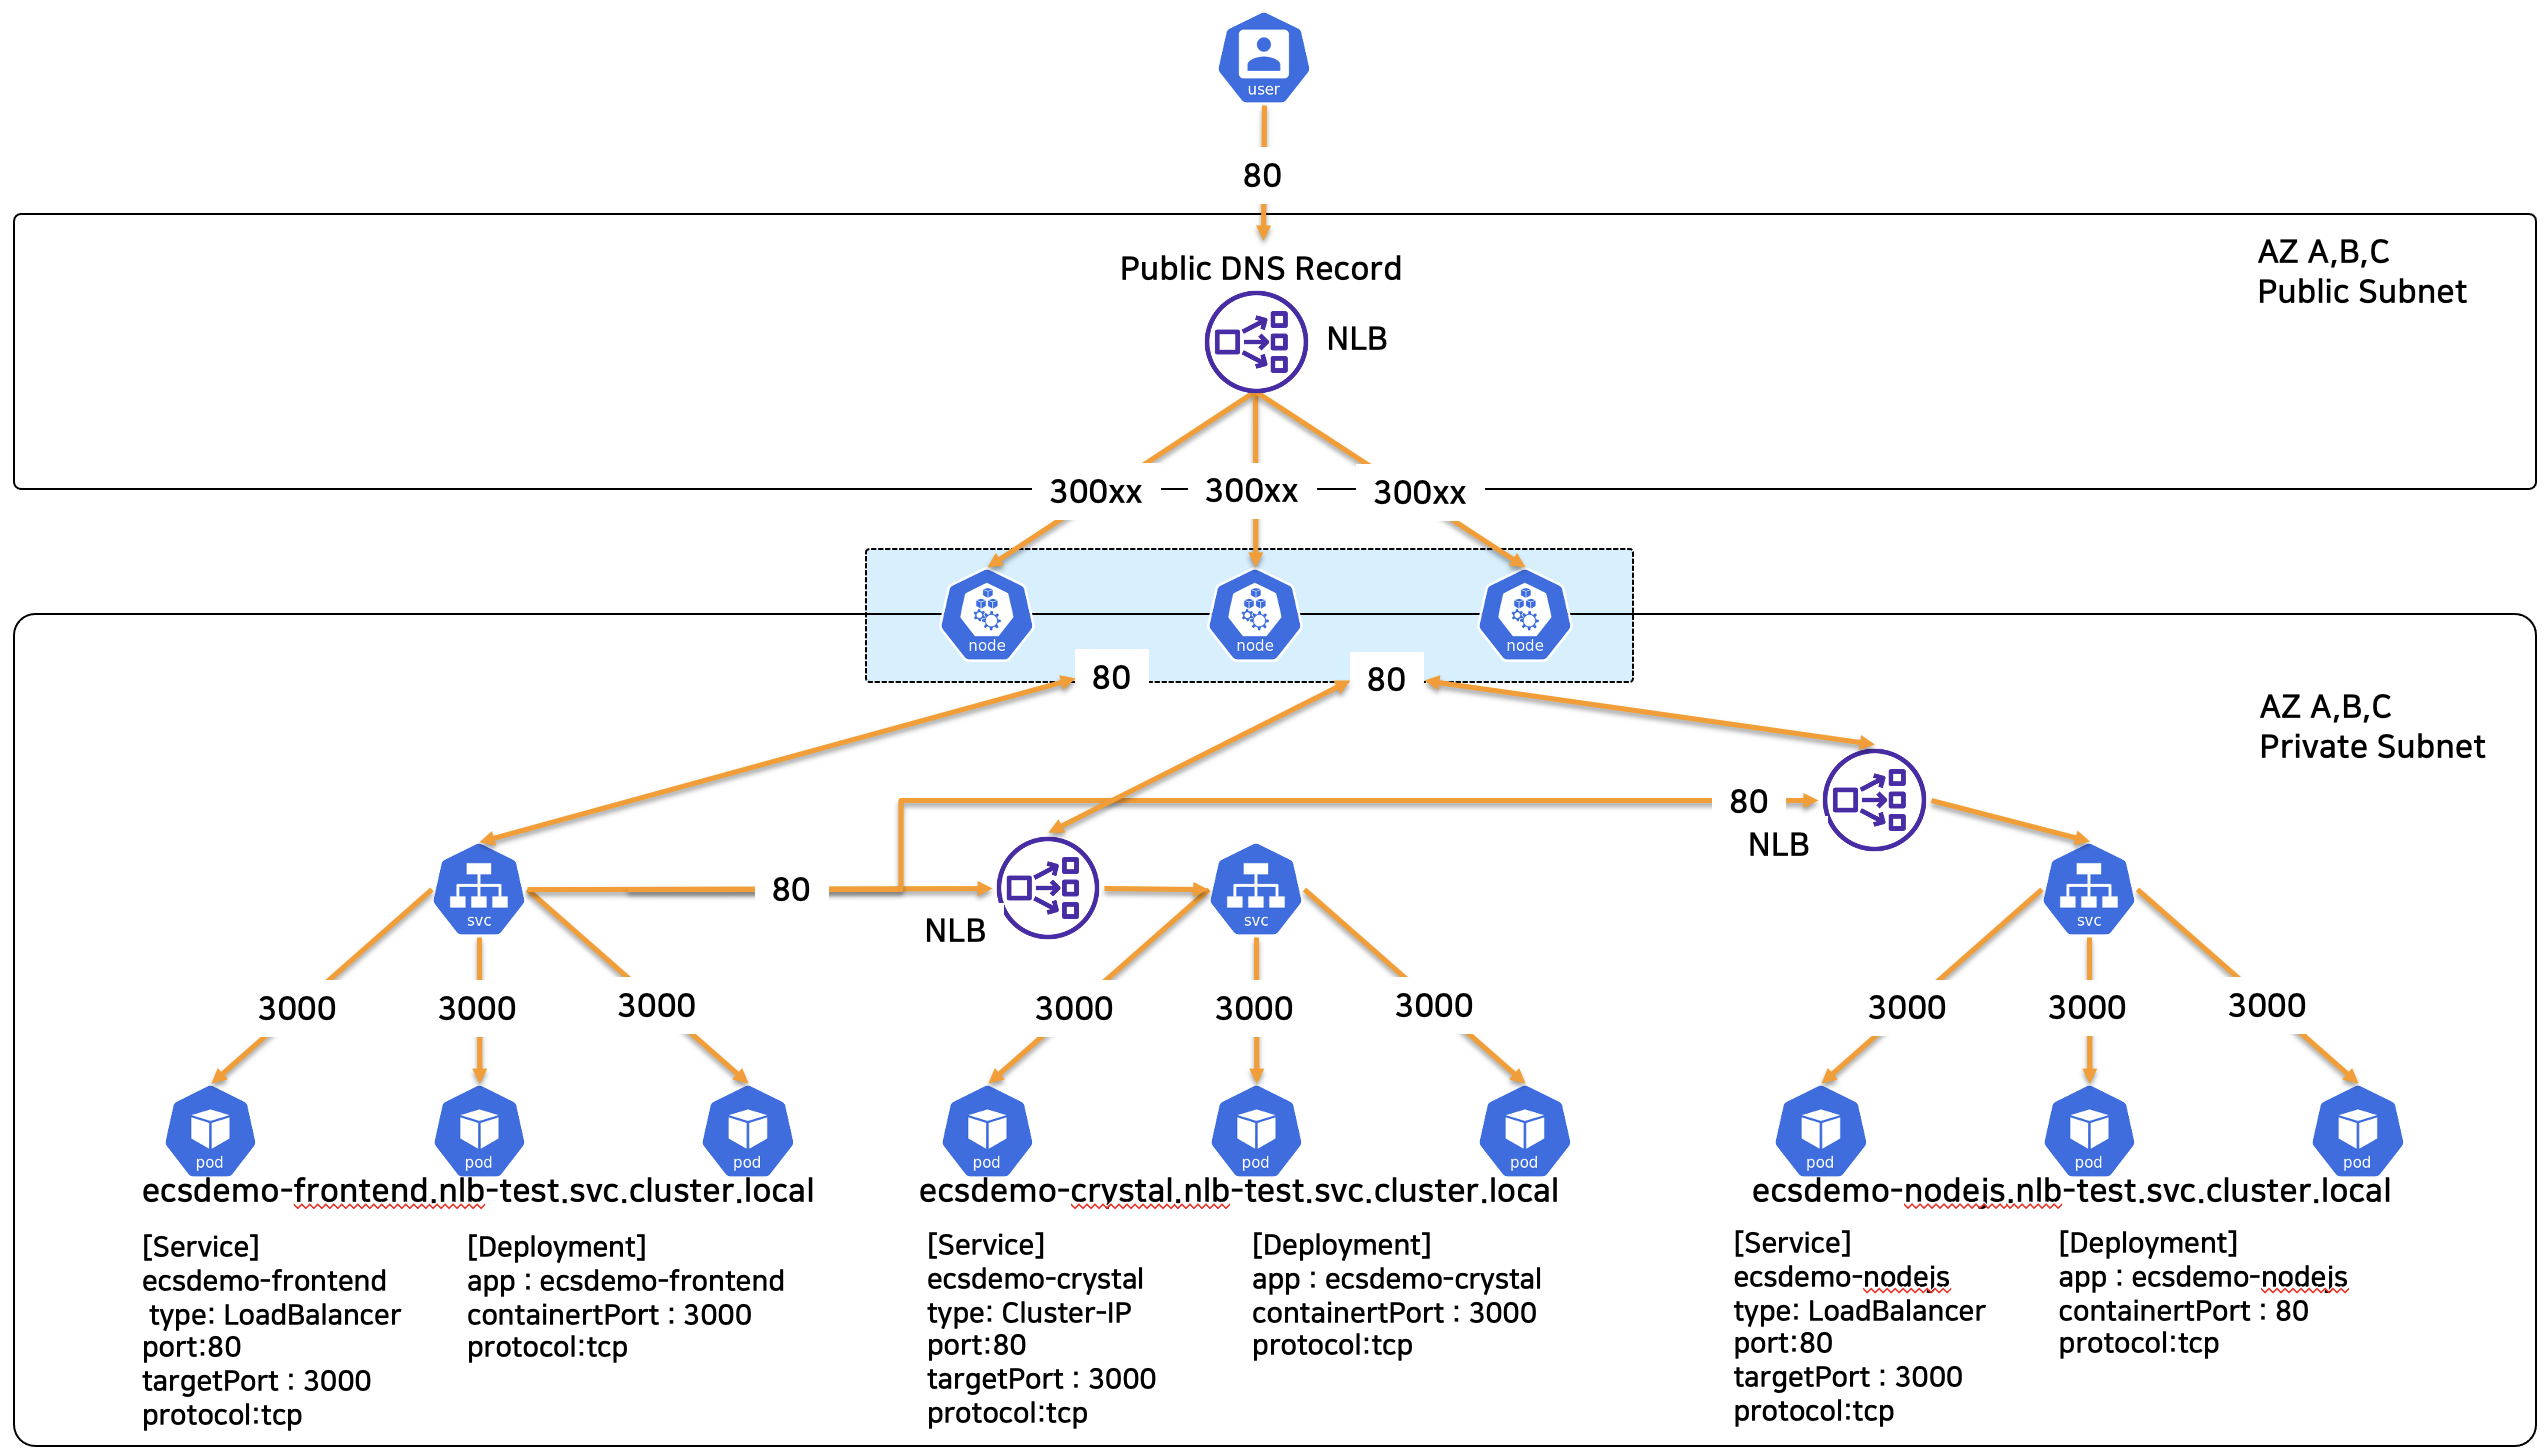 user
80
Public DNS Record
AZ A,B,C
Public Subnet
NLB
300xx
300xx
300xx
node
node
node
80
80
AZ A,B,C
Private Subnet
80
NLB
svc
80
NLB
svc
svc
3000
3000
3000
3000
3000
3000
3000
3000
3000
pod
pod
pod
pod
pod
pod
pod
pod
pod
ecsdemo-frontend.nlb-test.svc.cluster.local
ecsdemo-crystal.nlb-test.svc.cluster.local
ecsdemo-nodejs.nlb-test.svc.cluster.local
[Service]
ecsdemo-frontend
type: LoadBalancer
port:80
targetPort : 3000
protocol:tcp
[Deployment]
app : ecsdemo-frontend
containertPort : 3000
protocol:tcp
[Service]
ecsdemo-crystal
type: Cluster-IP
port:80
targetPort : 3000
protocol:tcp
[Deployment]
app : ecsdemo-crystal
containertPort : 3000
protocol:tcp
[Service]
ecsdemo-nodejs
type: LoadBalancer
port:80
targetPort : 3000
protocol:tcp
[Deployment]
app : ecsdemo-nodejs
containertPort : 80
protocol:tcp